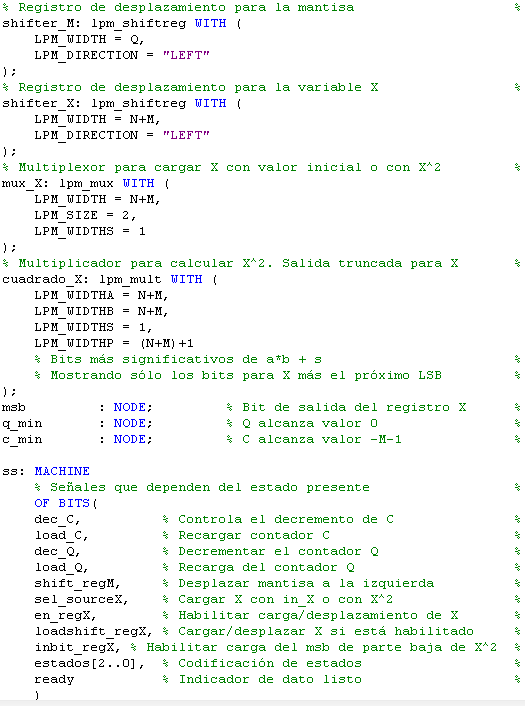 % Registro de desplazamiento para la mantisa %
shifter_M: lpm_shiftreg WITH (
    LPM_WIDTH = Q,
    LPM_DIRECTION = "LEFT"
);
% Registro de desplazamiento para la variable X %
shifter_X: lpm_shiftreg WITH (
    LPM_WIDTH = N+M,
    LPM_DIRECTION = "LEFT"
);
% Multiplexor para cargar X con valor inicial o con X^2 %
mux_X: lpm_mux WITH (
    LPM_WIDTH = N+M,
    LPM_SIZE = 2,
    LPM_WIDTHS = 1
);
% Multiplicador para calcular X^2. Salida truncada para X %
cuadrado_X: lpm_mult WITH (
    LPM_WIDTHA = N+M,
    LPM_WIDTHB = N+M,
    LPM_WIDTHS = 1,
    LPM_WIDTHP = (N+M)+1
    % Bits más significativos de a*b + s %
    % Mostrando sólo los bits para X más el próximo LSB %
);
msb         : NODE;         % Bit de salida del registro X %
q_min       : NODE;         % Q alcanza valor 0 %
c_min       : NODE;         % C alcanza valor -M-1 %
ss: MACHINE
    % Señales que dependen del estado presente %
    OF BITS(
    dec_C,          % Controla el decremento de C %
    load_C,         % Recargar contador C %
    dec_Q,          % Decrementar el contador Q %
    load_Q,         % Recarga del contador Q %
    shift_regM,     % Desplazar mantisa a la izquierda %
    sel_sourceX,    % Cargar X con in_X o con X^2 %
    en_regX,        % Habilitar carga/desplazamiento de X %
    loadshift_regX, % Cargar/desplazar X si está habilitado %
    inbit_regX, % Habilitar carga del msb de parte baja de X^2 %
    estados[2..0],  % Codificación de estados %
    ready           % Indicador de dato listo %
    )